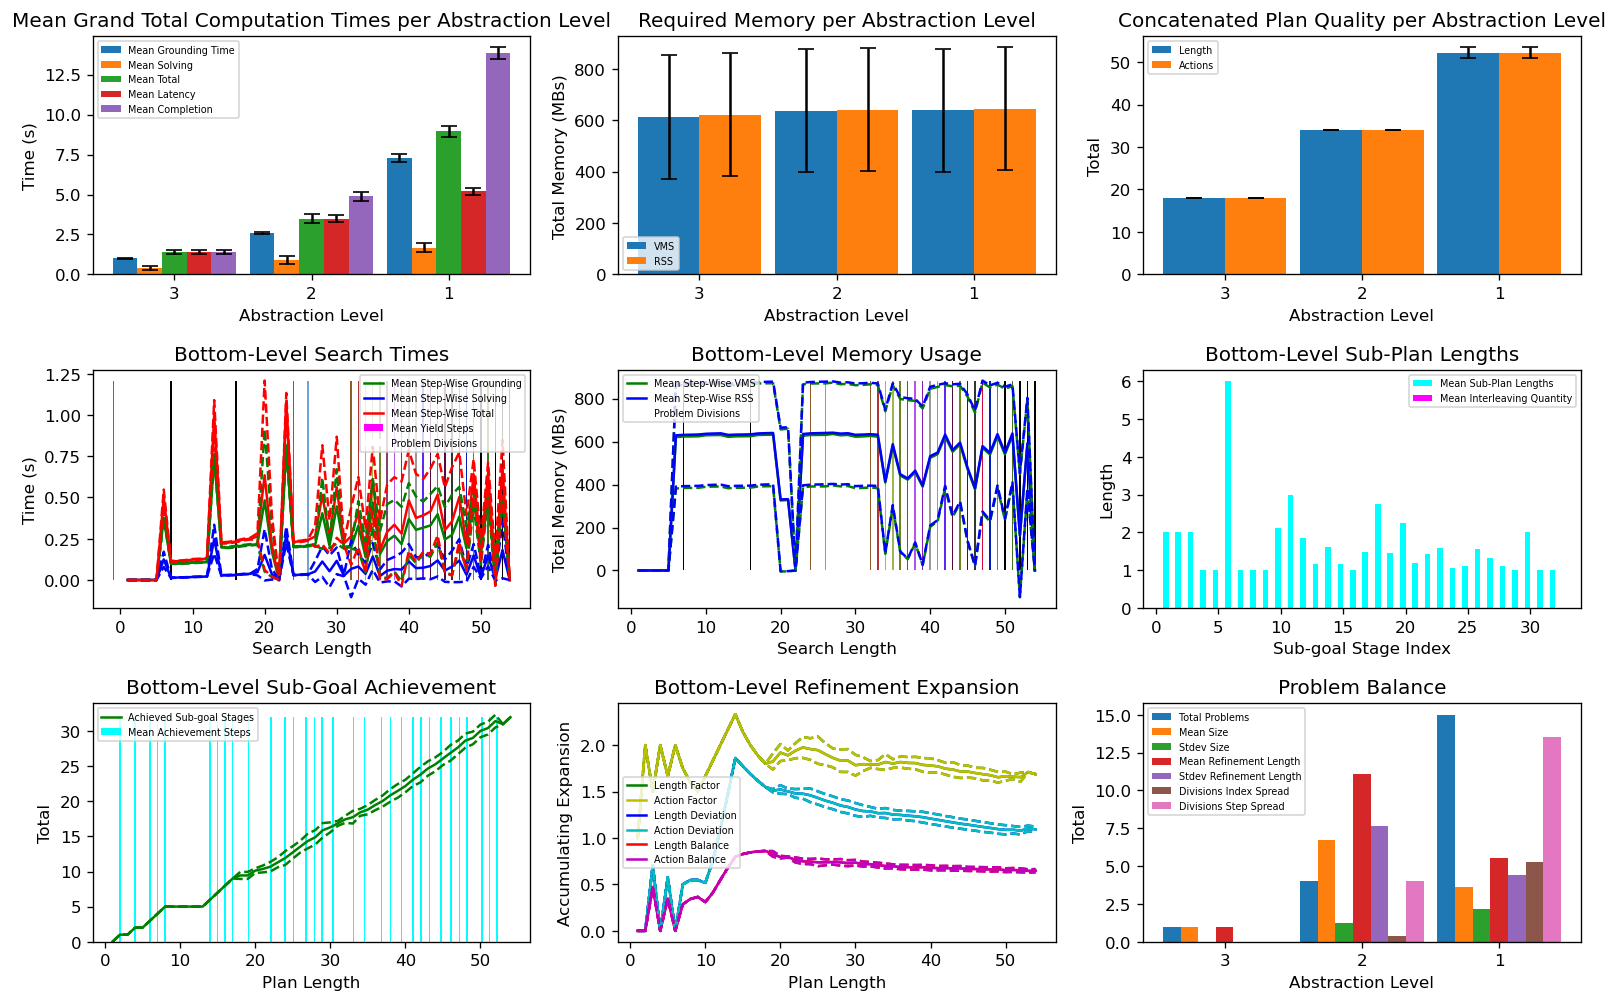 Mean Grand Total Computation Times per Abstraction Level
Time (s)
12.5
10.0
7.5
5.0
2.5
0.0
Mean Grounding Time
Mean Solving
Mean Total
Mean Latency
Mean Completion
3 2 1
Abstraction Level
Required Memory per Abstraction Level
Total Memory (MBs)
800
600
400
200
0
VMS
RSS
3 2 1
Abstraction Level
Concatenated Plan Quality per Abstraction Level
Total
50
40
30
20
10
0
Length
Actions
3 2 1
Abstraction Level
Bottom-Level Search Times
Time (s)
1.25
1.00
0.75
0.50
0.25
0.00
Mean Step-Wise Grounding
Mean Step-Wise Solving
Mean Step-Wise Total
Mean Yield Steps
Problem Divisions
0 10 20 30 40 50
Search Length
Bottom-Level Memory Usage
Total Memory (MBs)
800
600
400
200
0
Mean Step-Wise VMS
Mean Step-Wise RSS
Problem Divisions
0 10 20 30 40 50
Search Length
Bottom-Level Sub-Plan Lengths
Length
6
5
4
3
2
1
0
Mean Sub-Plan Lengths
Mean Interleaving Quantity
0 5 10 15 20 25 30
Sub-goal Stage Index
Bottom-Level Sub-Goal Achievement
Total
30
25
20
15
10
5
0
Achieved Sub-goal Stages
Mean Achievement Steps
0 10 20 30 40 50
Plan Length
Bottom-Level Refinement Expansion
Accumulating Expansion
2.0
1.5
1.0
0.5
0.0
Length Factor
Action Factor
Length Deviation
Action Deviation
Length Balance
Action Balance
0 10 20 30 40 50
Plan Length
Problem Balance
Total
15.0
12.5
10.0
7.5
5.0
2.5
0.0
Total Problems
Mean Size
Stdev Size
Mean Refinement Length
Stdev Refinement Length
Divisions Index Spread
Divisions Step Spread
3 2 1
Abstraction Level